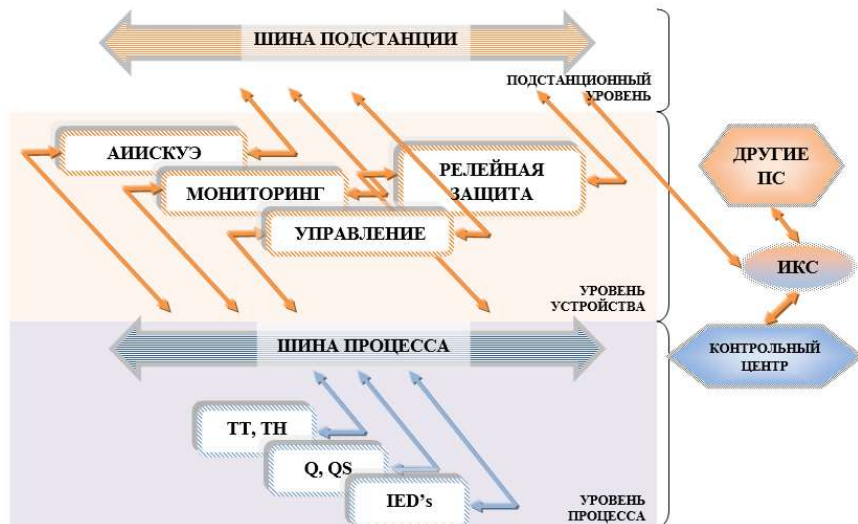 ШИНА ПОДСТАНЦИИ
ПОДСТАНЦИОННЫЙ
УРОВЕНЬ
АИИСКУЭ
МОНИТОРИНГ
РЕЛЕЙНАЯ
ЗАЩИТА
УПРАВЛЕНИЕ
ДРУГИЕ
ПС
ИКС
УРОВЕНЬ
УСТРОЙСТВА
ШИНА ПРОЦЕССА
КОНТРОЛЬНЫЙ
ЦЕНТР
ТТ, ТН
Q, QS
IED's
УРОВЕНЬ
ПРОЦЕССА